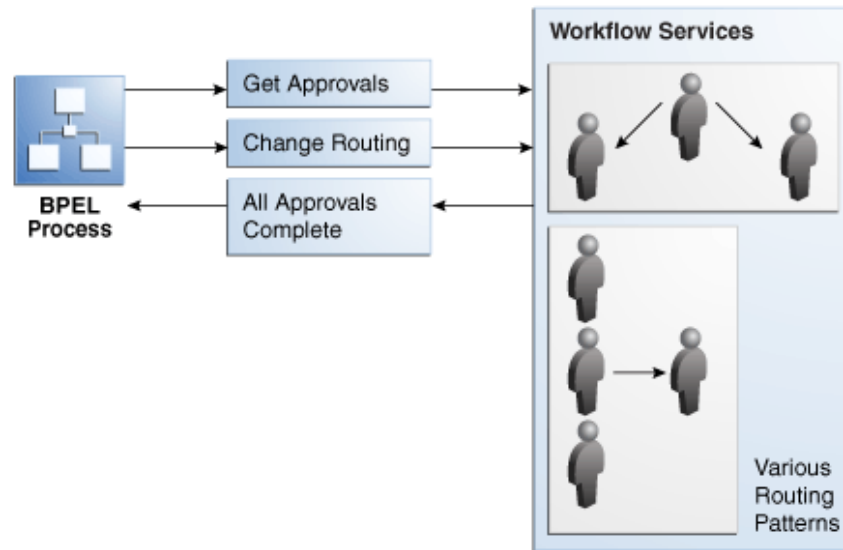 Workflow Services
Get Approvals
Change Routing
All Approvals
Complete
BPEL
Process
Various
Routing
Patterns